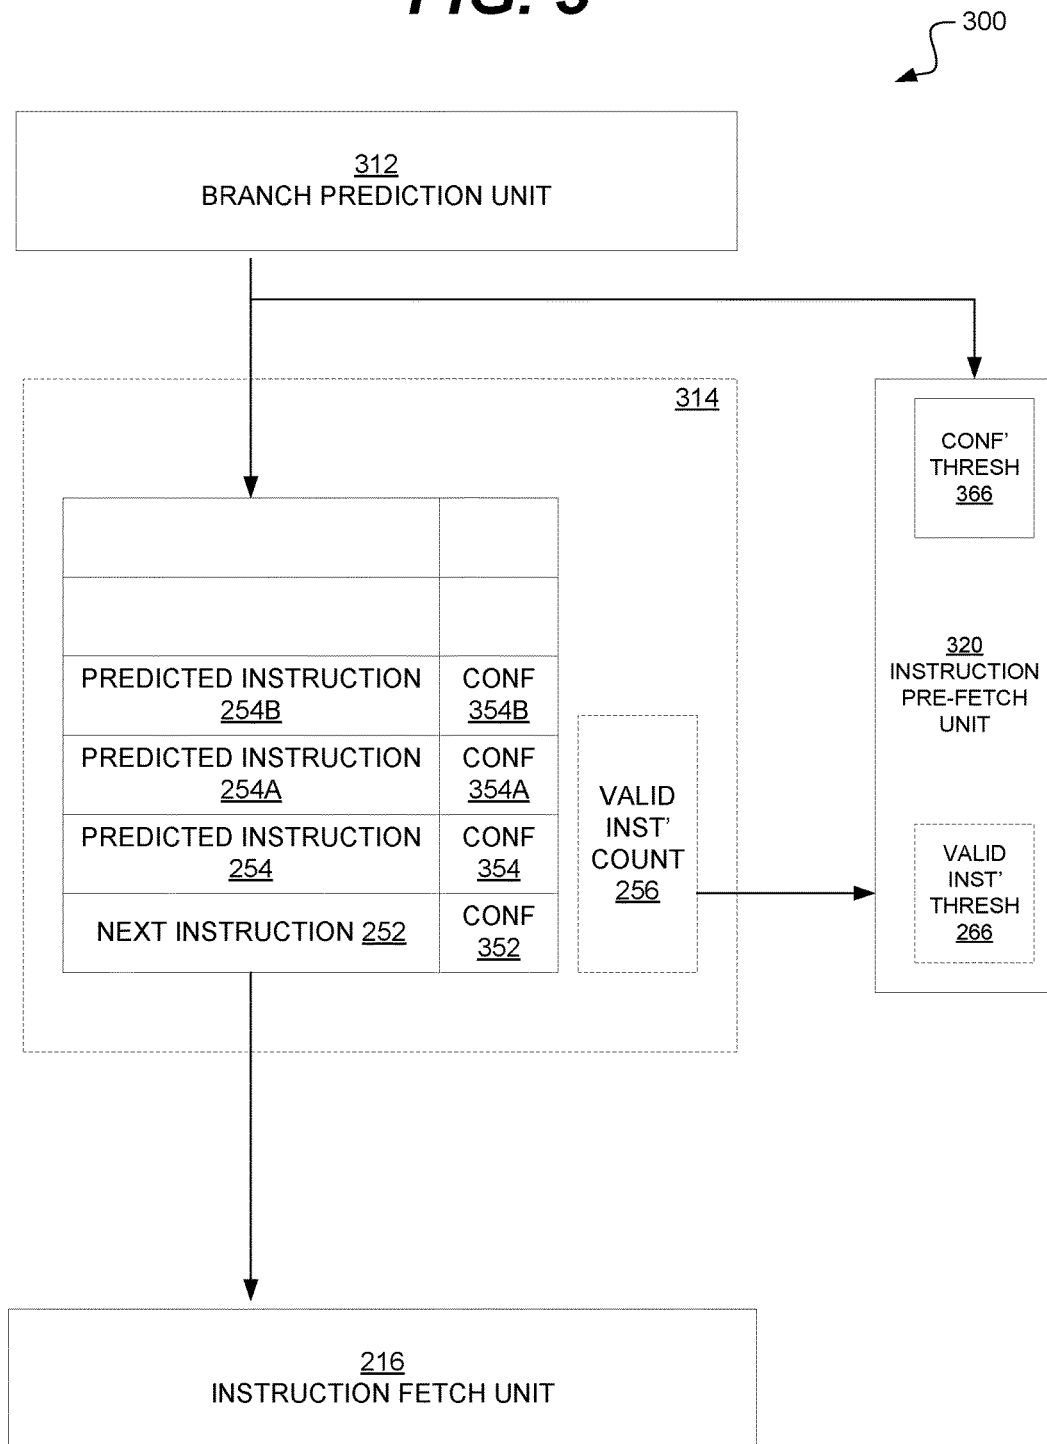 FIG. 3
300
312
BRANCH PREDICTION UNIT
314
CONF'
THRESH
366
320
INSTRUCTION
PRE-FETCH
UNIT
PREDICTED INSTRUCTION
254B
CONF
354B
PREDICTED INSTRUCTION
254A
CONF
354A
PREDICTED INSTRUCTION
254
CONF
354
NEXT INSTRUCTION 252
CONF
352
VALID
INST'
COUNT
256
VALID
INST'
THRESH
266
216
INSTRUCTION FETCH UNIT